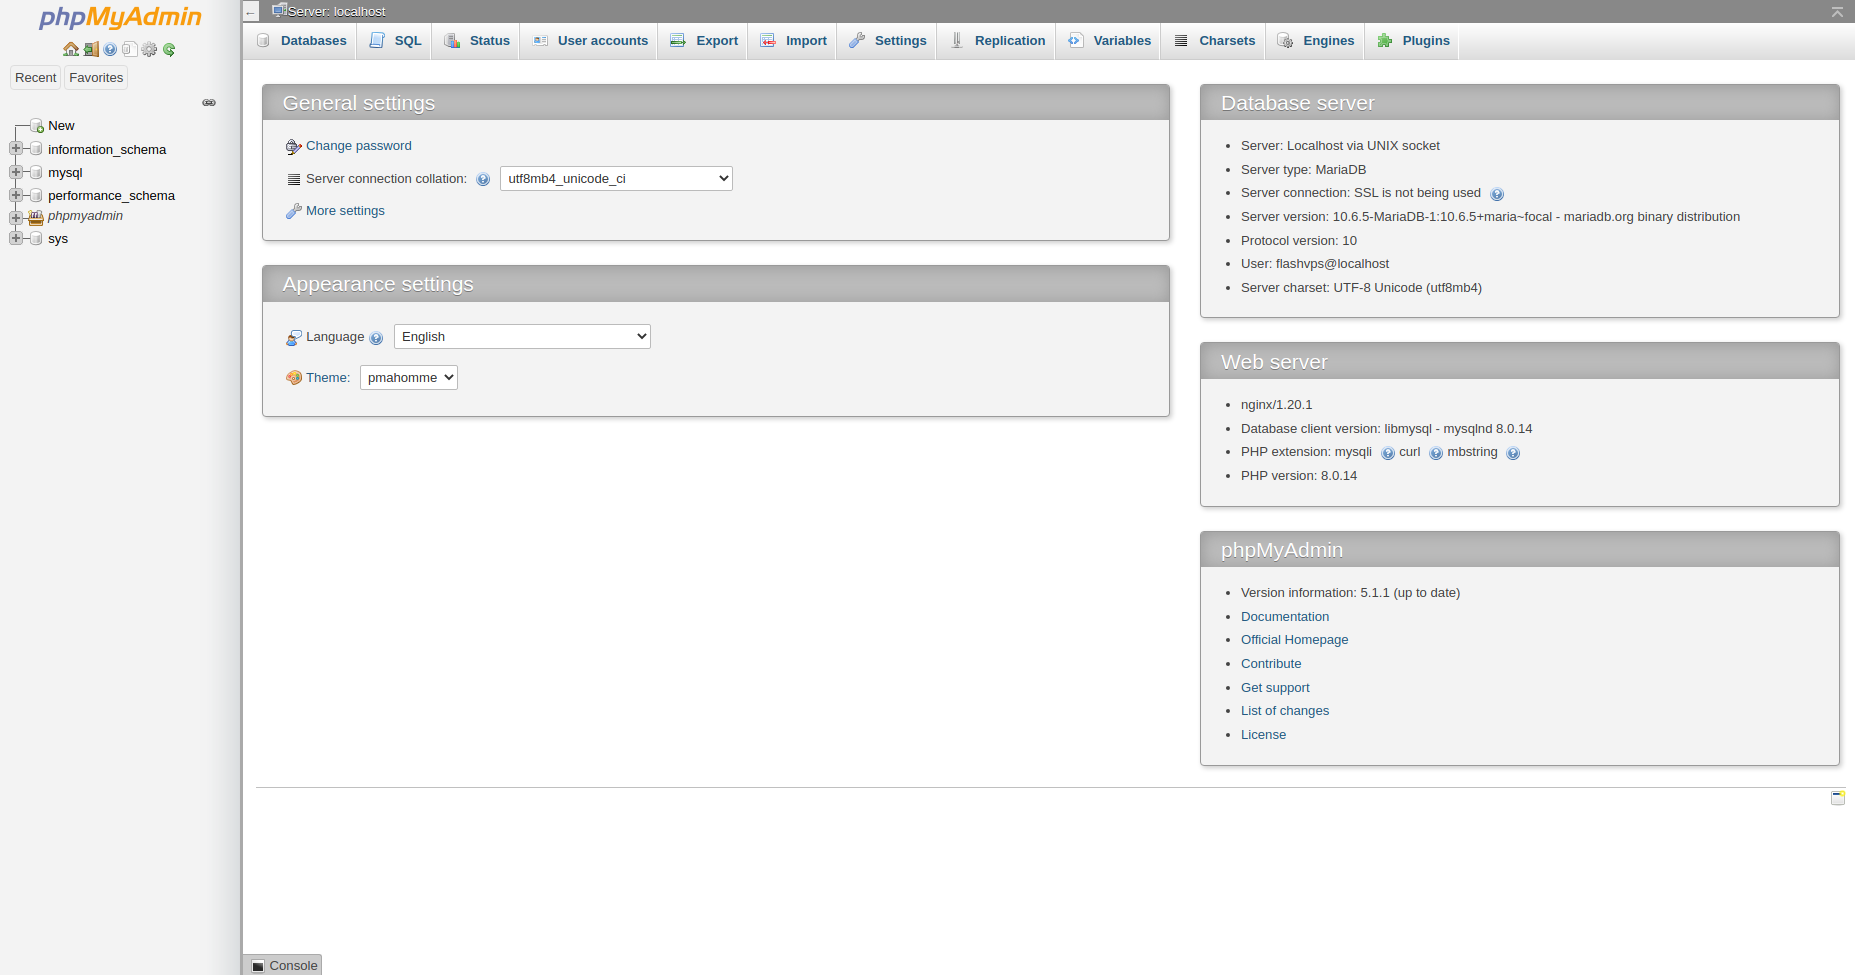 phpMyAdmin
Recent Favorites
New
information_schema
mysql
performance_schema
phpmyadmin
sys
Server: localhost
Databases SQL Status User accounts Export Import Settings Replication Variables Charsets Engines Plugins
General settings
Change password
Server connection collation: utf8mb4_unicode_ci
More settings
Appearance settings
Language English
Theme: pmahomme
Database server
Server: Localhost via UNIX socket
Server type: MariaDB
Server connection: SSL is not being used
Server version: 10.6.5-MariaDB-1:10.6.5+maria~focal - mariadb.org binary distribution
Protocol version: 10
User: flashvps@localhost
Server charset: UTF-8 Unicode (utf8mb4)
Web server
nginx/1.20.1
Database client version: libmysql - mysqlnd 8.0.14
PHP extension: mysqli curl mbstring
PHP version: 8.0.14
phpMyAdmin
Version information: 5.1.1 (up to date)
Documentation
Official Homepage
Contribute
Get support
List of changes
License
Console